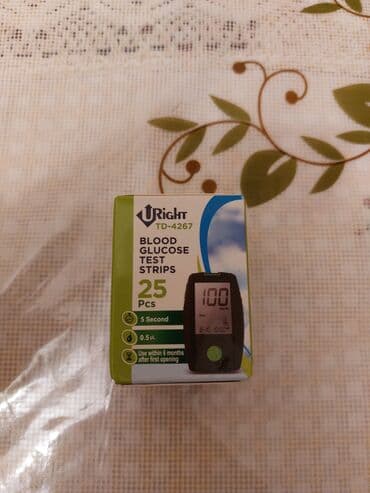 URIGHT
TD-4267
BLOOD
GLUCOSE
TEST
STRIPS
25
Pcs
5 Second
0.5 µL
Use within 6 months
after first opening
100